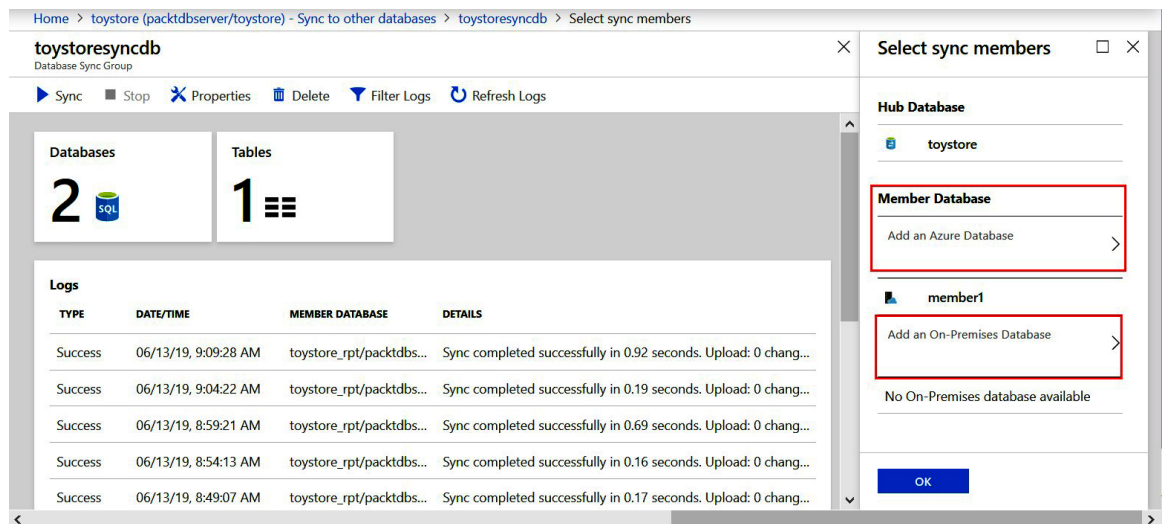 Home > toystore (packtdbserver/toystore) - Sync to other databases > toystoresyncdb > Select sync members
toystoresyncdb
Database Sync Group
Sync Stop Properties Delete Filter Logs Refresh Logs
Databases
2
SQL
Tables
1
Logs
TYPE DATE/TIME MEMBER DATABASE DETAILS
Success 06/13/19, 9:09:28 AM toystore_rpt/packtdbs... Sync completed successfully in 0.92 seconds. Upload: 0 chang...
Success 06/13/19, 9:04:22 AM toystore_rpt/packtdbs... Sync completed successfully in 0.19 seconds. Upload: 0 chang...
Success 06/13/19, 8:59:21 AM toystore_rpt/packtdbs... Sync completed successfully in 0.69 seconds. Upload: 0 chang...
Success 06/13/19, 8:54:13 AM toystore_rpt/packtdbs... Sync completed successfully in 0.16 seconds. Upload: 0 chang...
Success 06/13/19, 8:49:07 AM toystore_rpt/packtdbs... Sync completed successfully in 0.17 seconds. Upload: 0 chang...
Select sync members
Hub Database
toystore
Member Database
Add an Azure Database
member1
Add an On-Premises Database
No On-Premises database available
OK